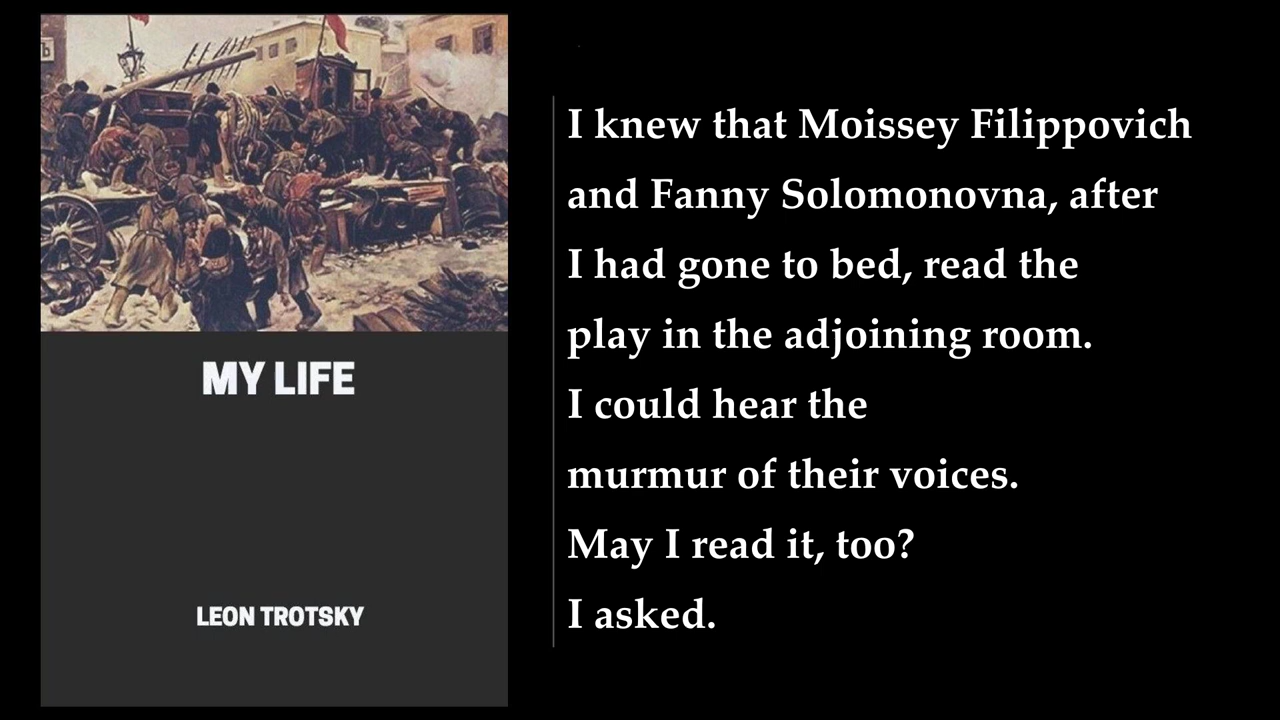 MY LIFE
LEON TROTSKY
I knew that Moissey Filippovich
and Fanny Solomonovna, after
I had gone to bed, read the
play in the adjoining room.
I could hear the
murmur of their voices.
May I read it, too?
I asked.